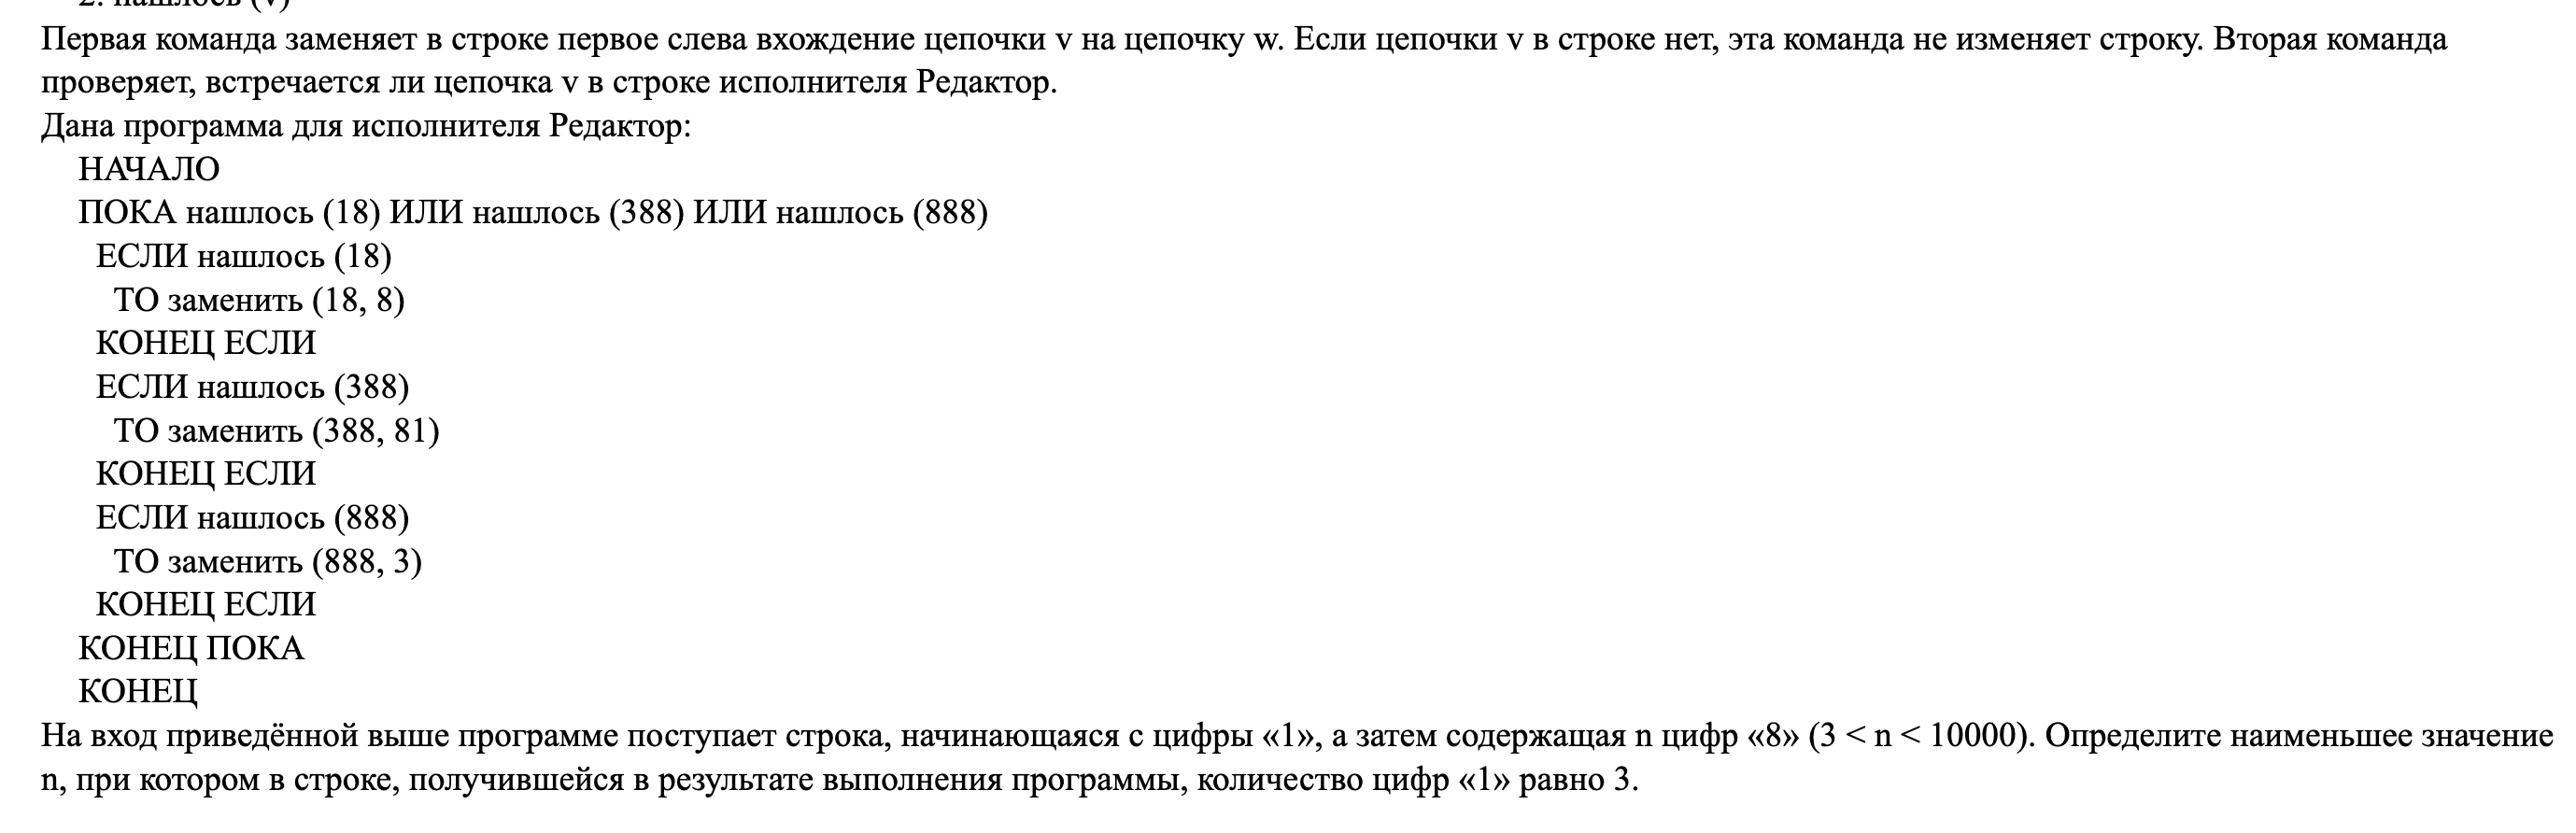 2. нашлось (v)
Первая команда заменяет в строке первое слева вхождение цепочки v на цепочку w. Если цепочки v в строке нет, эта команда не изменяет строку. Вторая команда
проверяет, встречается ли цепочка v в строке исполнителя Редактор.
Дана программа для исполнителя Редактор:
НАЧАЛО
ПОКА нашлось (18) ИЛИ нашлось (388) ИЛИ нашлось (888)
ЕСЛИ нашлось (18)
ТО заменить (18, 8)
КОНЕЦ ЕСЛИ
ЕСЛИ нашлось (388)
ТО заменить (388, 81)
КОНЕЦ ЕСЛИ
ЕСЛИ нашлось (888)
ТО заменить (888, 3)
КОНЕЦ ЕСЛИ
КОНЕЦ ПОКА
КОНЕЦ
На вход приведённой выше программе поступает строка, начинающаяся с цифры «1», а затем содержащая n цифр «8» (3 < n < 10000). Определите наименьшее значение
n, при котором в строке, получившейся в результате выполнения программы, количество цифр «1» равно 3.